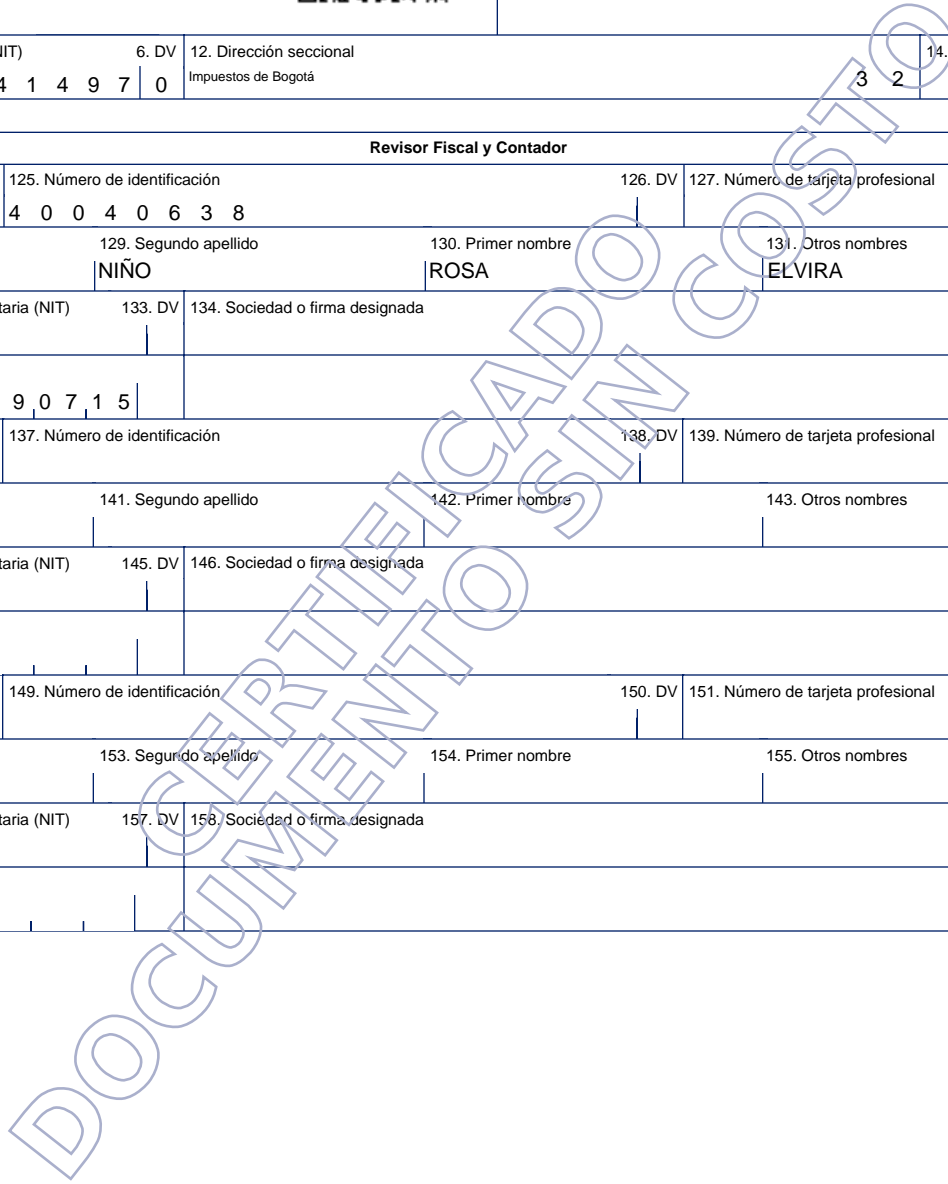 IT) 6. DV 12. Dirección seccional 14.
4 1 4 9 7 0 Impuestos de Bogotá 3 2
Revisor Fiscal y Contador
125. Número de identificación 126. DV 127. Número de tarjeta profesional
4 0 0 4 0 6 3 8
129. Segundo apellido 130. Primer nombre 131. Otros nombres
NIÑO ROSA ELVIRA
taria (NIT) 133. DV 134. Sociedad o firma designada
9 0 7 1 5
137. Número de identificación 138. DV 139. Número de tarjeta profesional
141. Segundo apellido 142. Primer nombre 143. Otros nombres
taria (NIT) 145. DV 146. Sociedad o firma designada
149. Número de identificación 150. DV 151. Número de tarjeta profesional
153. Segundo apellido 154. Primer nombre 155. Otros nombres
taria (NIT) 157. DV 158. Sociedad o firma designada
CERTIFICADO
DOCUMENTO SIN COSTO